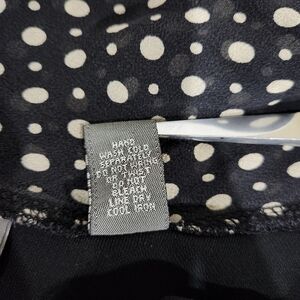 HAND
WASH COLD
SEPARATELY
DO NOT WRING
OR TWIST
DO NOT
BLEACH
LINE DRY
COOL IRON